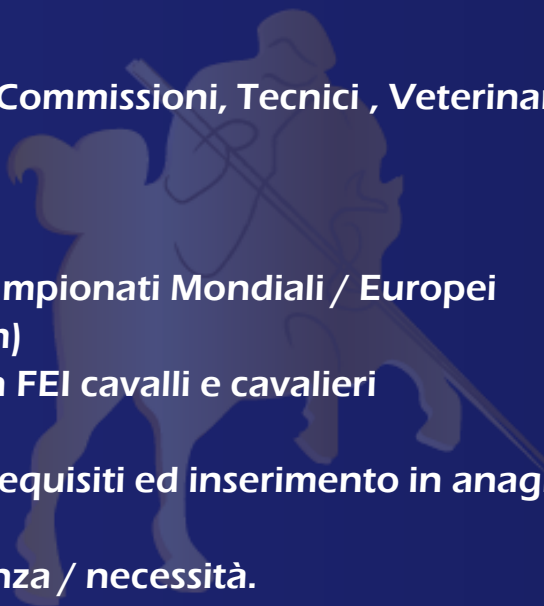 Commissioni, Tecnici , Veterinar
mpionati Mondiali / Europei
n)
a FEI cavalli e cavalieri
equisiti ed inserimento in anag
nza / necessità.